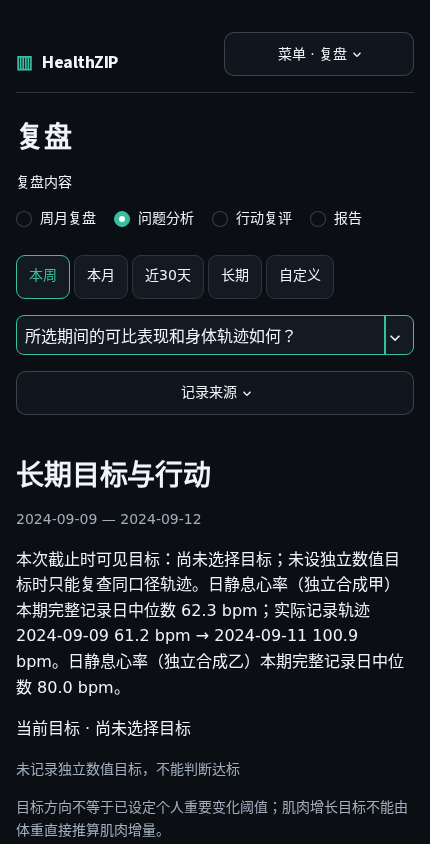 HealthZIP
菜单 · 复盘
复盘
复盘内容
周月复盘
问题分析
行动复评
报告
本周
本月
近30天
长期
自定义
所选期间的可比表现和身体轨迹如何？
记录来源
长期目标与行动
2024-09-09 — 2024-09-12
本次截止时可见目标：尚未选择目标；未设独立数值目
标时只能复查同口径轨迹。日静息心率（独立合成甲）
本期完整记录日中位数 62.3 bpm；实际记录轨迹
2024-09-09 61.2 bpm → 2024-09-11 100.9
bpm。日静息心率（独立合成乙）本期完整记录日中位
数 80.0 bpm。
当前目标 · 尚未选择目标
未记录独立数值目标，不能判断达标
目标方向不等于已设定个人重要变化阈值；肌肉增长目标不能由
体重直接推算肌肉增量。